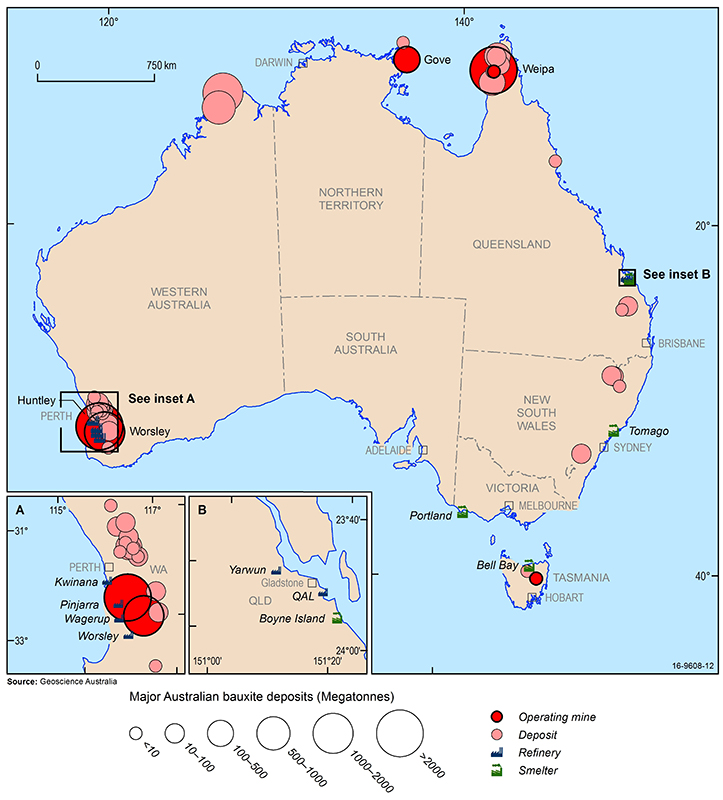 120°
140°
0
750 km
DARWIN
Gove
Weipa
NORTHERN
TERRITORY
20°
QUEENSLAND
See inset B
WESTERN
AUSTRALIA
SOUTH
AUSTRALIA
BRISBANE
Huntley
See inset A
PERTH
Worsley
NEW
SOUTH
WALES
Tomago
SYDNEY
ADELAIDE
VICTORIA
MELBOURNE
Portland
Bell Bay
TASMANIA
40°
HOBART
16-9608-12
A
115°
117°
31°
PERTH
WA
Kwinana
Pinjarra
Wagerup
Worsley
33°
B
23°40'
Yarwun
Gladstone
QLD
QAL
Boyne Island
24°00'
151°00'
151°20'
Source: Geoscience Australia
Major Australian bauxite deposits (Megatonnes)
<10
10–100
100–500
500–1000
1000–2000
>2000
Operating mine
Deposit
Refinery
Smelter